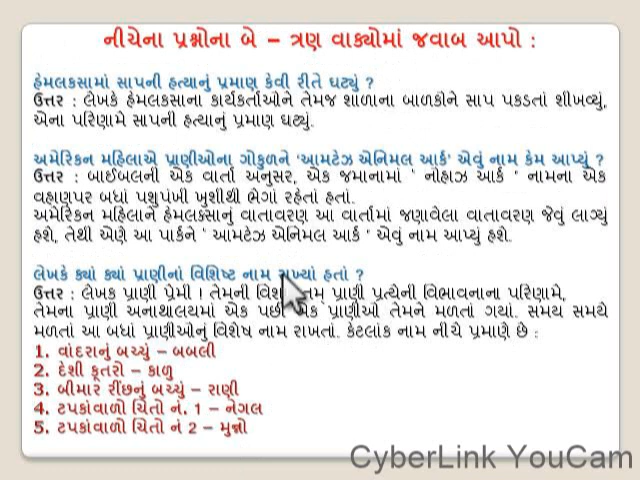 નીચેના પ્રશ્નોના બે – ત્રણ વાક્યોમાં જવાબ આપો :
હેમલકસામાં સાપની હત્યાનું પ્રમાણ કેવી રીતે ઘટ્યું ?
ઉત્તર : લેખકે હેમલકસાના કાર્યકર્તાઓને તેમજ શાળાના બાળકોને સાપ પકડતાં શીખવ્યું,
એના પરિણામે સાપની હત્યાનું પ્રમાણ ઘટ્યું.
અમેરિકન મહિલાએ પ્રાણીઓના ગોકુળને 'આમટેઝ એનિમલ આર્ક' એવું નામ કેમ આપ્યું ?
ઉત્તર : બાઈબલની એક વાર્તા અનુસર, એક જમાનામાં ' નોહાઝ આર્ક ' નામના એક
વહાણપર બધાં પશુપંખી ખુશીથી ભેગાં રહેતાં હતાં.
અમેરિકન મહિલાને હેમલક્સાનું વાતાવરણ આ વાર્તામાં જણાવેલા વાતાવરણ જેવું લાગ્યું
હશે, તેથી એણે આ પાર્કને ' આમટેઝ એનિમલ આર્ક ' એવું નામ આપ્યું હશે.
લેખકે ક્યાં ક્યાં પ્રાણીનાં વિશિષ્ટ નામ રાખ્યાં હતાં ?
ઉત્તર : લેખક પ્રાણી પ્રેમી ! તેમની પ્રાણી પ્રત્યેની વિભાવનાના પરિણામે,
તેમના પ્રાણી અનાથાલયમાં એક પછી એક પ્રાણીઓ તેમને મળતાં ગયાં. સમય સમયે
મળતાં આ બધાં પ્રાણીઓનું વિશેષ નામ રાખતાં. કેટલાંક નામ નીચે પ્રમાણે છે :
1. વાંદરાનું બચ્ચું – બબલી
2. દેશી કૂતરો – કાળુ
3. બીમાર રીંછનું બચ્ચું – રાણી
4. ટપકાંવાળો ચિતો નં. 1 – નેગલ
5. ટપકાંવાળો ચિતો નં 2 – મુન્નો
CyberLink YouCam